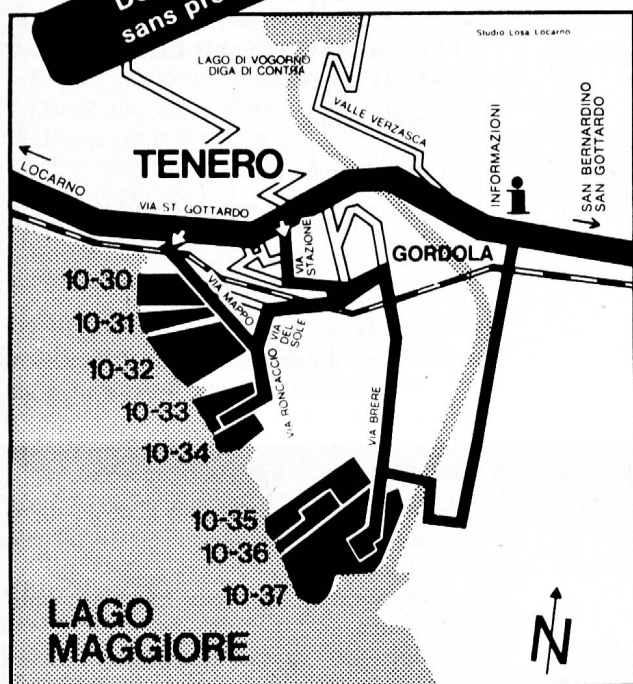 sans
Studio Losa Locarno
LAGO DI VOGORNO
DIGA DI CONTRA
VALLE VERZASCA
INFORMAZIONI
SAN BERNARDINO
SAN GOTTARDO
TENERO
LOCARNO
VIA ST. GOTTARDO
VIA
STAZIONE
GORDOLA
VIA MAPPO
10-30
10-31
10-32
10-33
10-34
VIA RONCACCIO
VIA
DEL
SOLE
VIA BRERE
10-35
10-36
10-37
LAGO
MAGGIORE
N